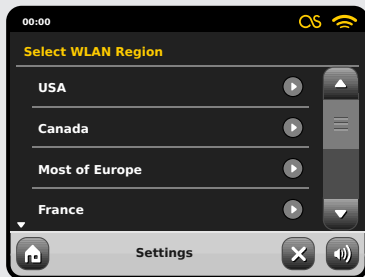 00:00
Select WLAN Region
USA
Canada
Most of Europe
France
Settings